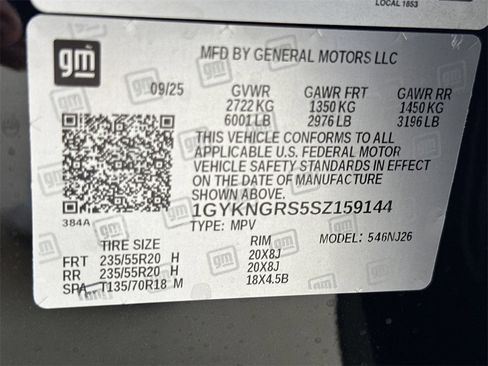 LOCAL 1853
gm
MFD BY GENERAL MOTORS LLC
09/25 GVWR GAWR FRT GAWR RR
2722 KG 1350 KG 1450 KG
6001 LB 2976 LB 3196 LB
THIS VEHICLE CONFORMS TO ALL
APPLICABLE U.S. FEDERAL MOTOR
VEHICLE SAFETY STANDARDS IN EFFECT
ON THE DATE OF MANUFACTURE
SHOWN ABOVE.
1GYKNGRS5SZ159144
384A TYPE: MPV MODEL: 546NJ26
TIRE SIZE RIM
FRT 235/55R20 H 20X8J
RR 235/55R20 H 20X8J
SPA T135/70R18 M 18X4.5B